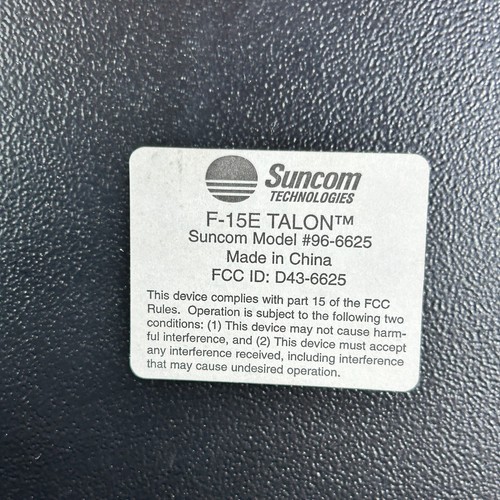 Suncom
TECHNOLOGIES
F-15E TALON™
Suncom Model #96-6625
Made in China
FCC ID: D43-6625
This device complies with part 15 of the FCC
Rules. Operation is subject to the following two
conditions: (1) This device may not cause harm-
ful interference, and (2) This device must accept
any interference received, including interference
that may cause undesired operation.